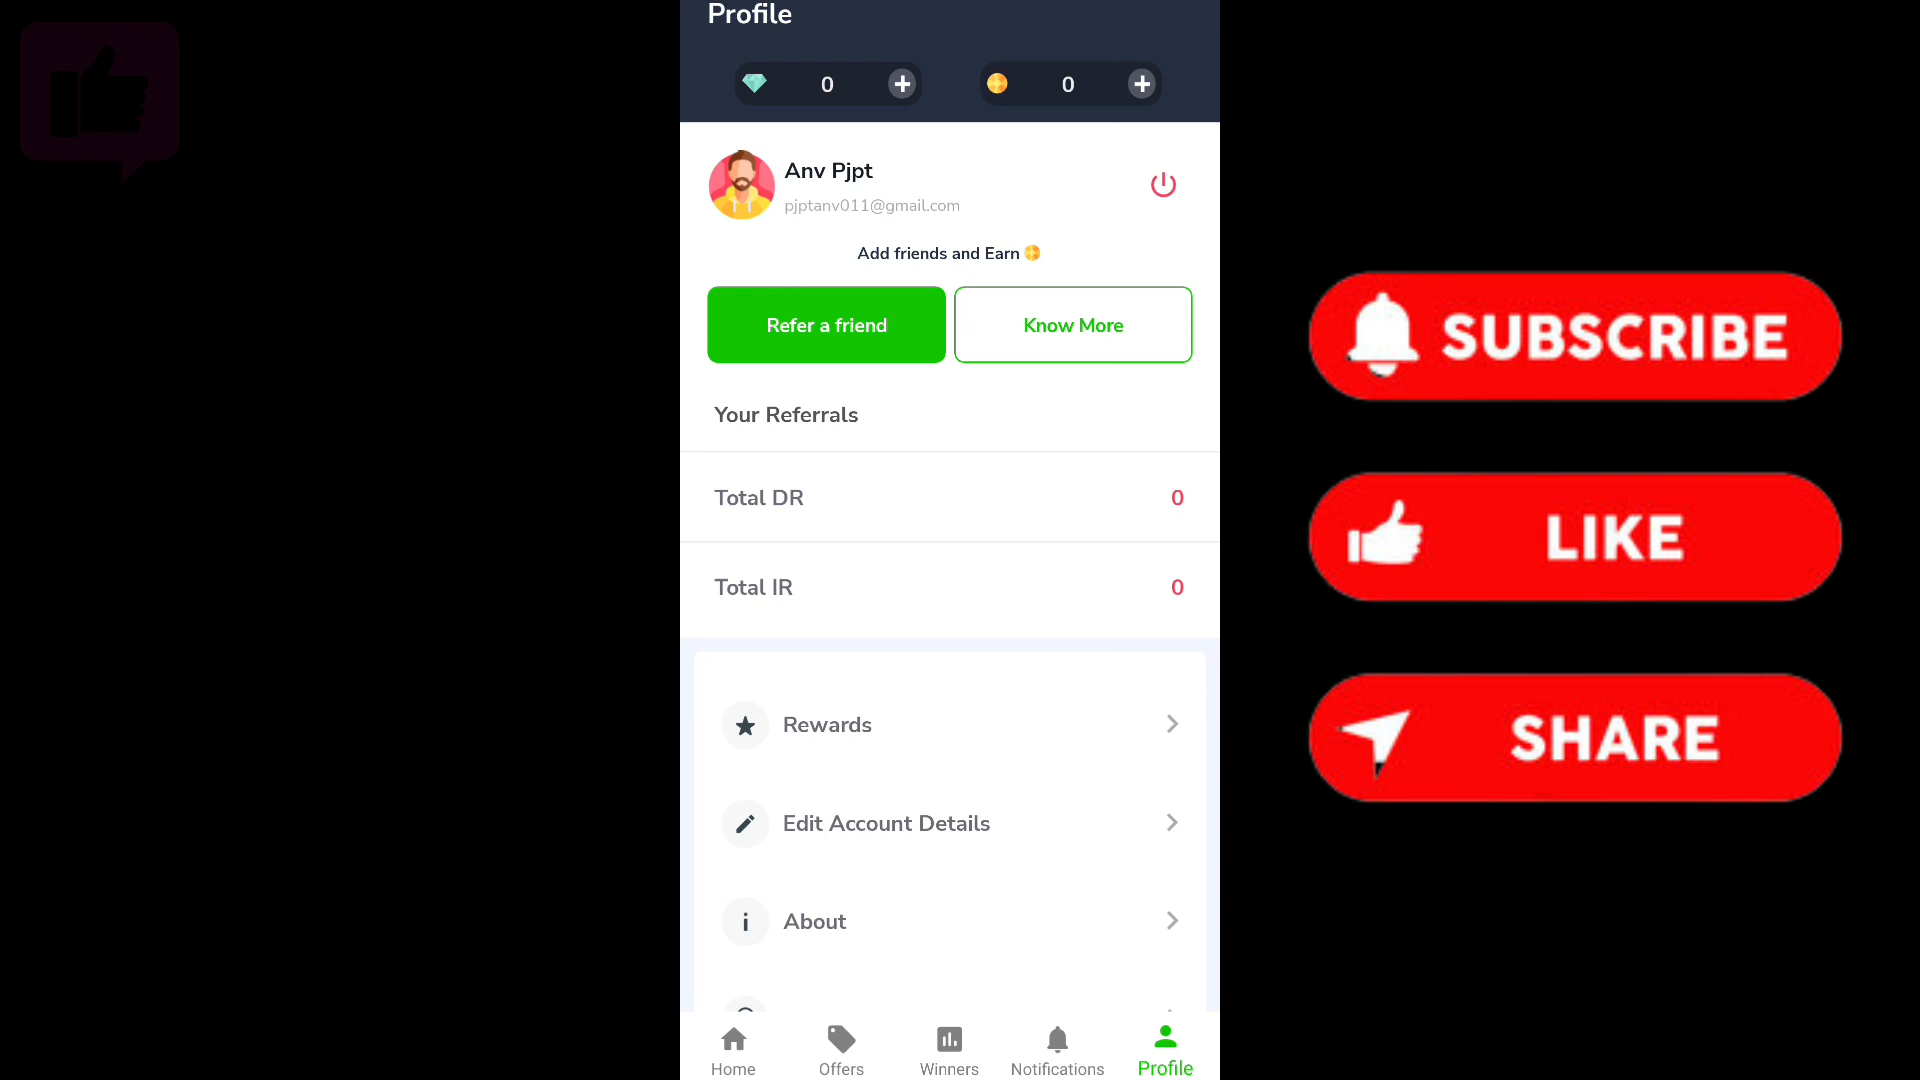 Profile
0
0
Anv Pjpt
pjptanv011@gmail.com
Add friends and Earn
Refer a friend
Know More
Your Referrals
Total DR
0
Total IR
0
Rewards
Edit Account Details
About
Home
Offers
Winners
Notifications
Profile
SUBSCRIBE
LIKE
SHARE